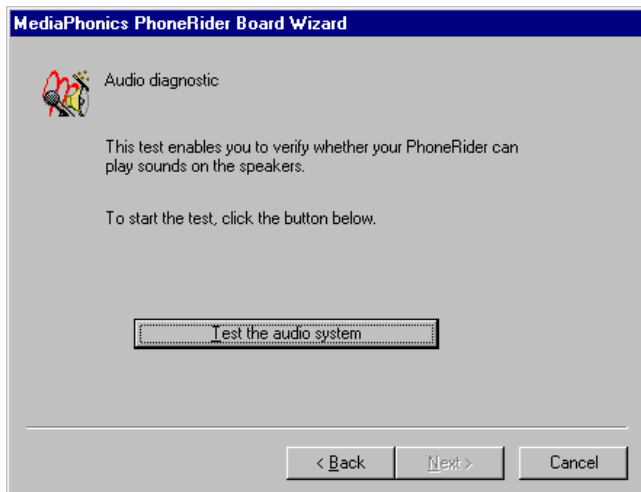 MediaPhonics PhoneRider Board Wizard
Audio diagnostic
This test enables you to verify whether your PhoneRider can
play sounds on the speakers.
To start the test, click the button below.
Test the audio system
< Back
Next >
Cancel